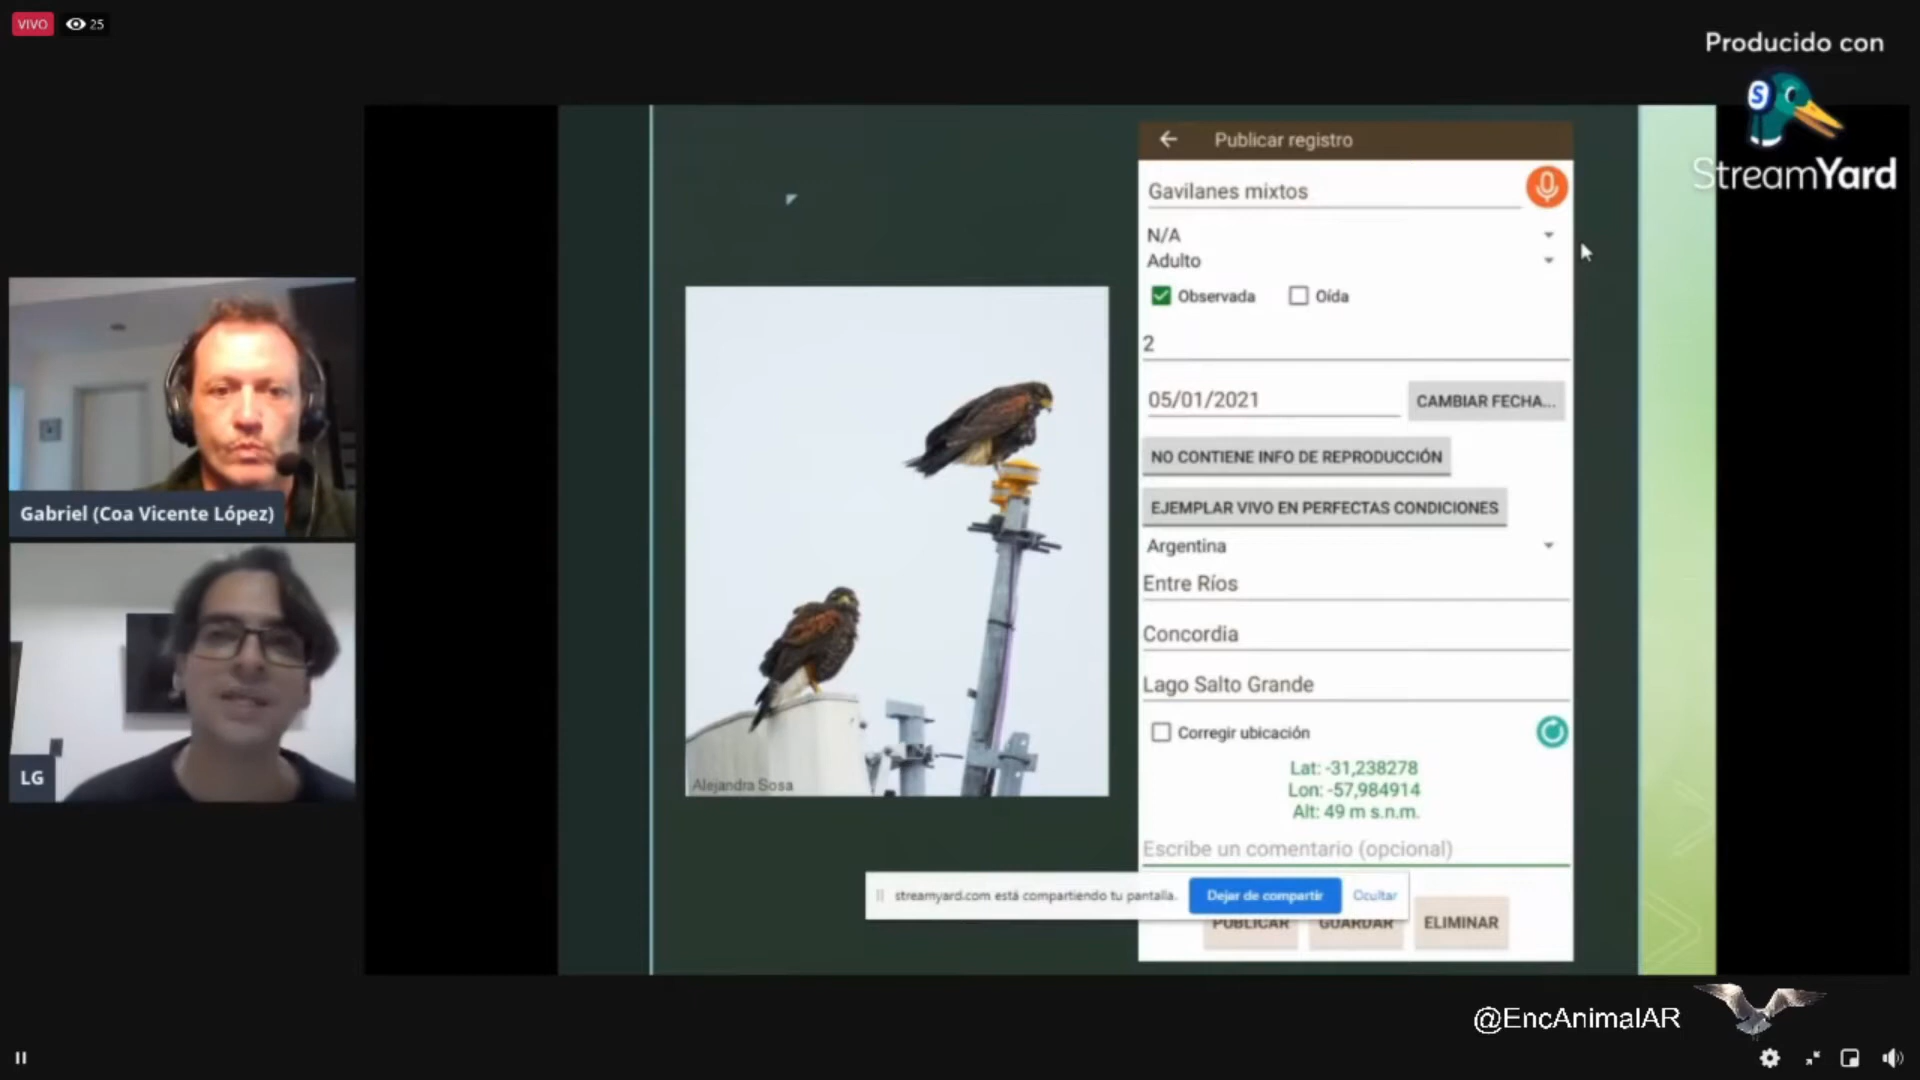 VIVO 25
Producido con
StreamYard
Publicar registro
Gavilanes mixtos
N/A
Adulto
Observada Oída
2
05/01/2021 CAMBIAR FECHA...
NO CONTIENE INFO DE REPRODUCCIÓN
EJEMPLAR VIVO EN PERFECTAS CONDICIONES
Argentina
Entre Ríos
Concordia
Lago Salto Grande
Corregir ubicación
Lat: -31,238278
Lon: -57,984914
Alt: 49 m s.n.m.
Escribe un comentario (opcional)
streamyard.com está compartiendo tu pantalla. Dejar de compartir Ocultar
PUBLICAR GUARDAR ELIMINAR
Alejandra Sosa
Gabriel (Coa Vicente López)
LG
@EncAnimalAR